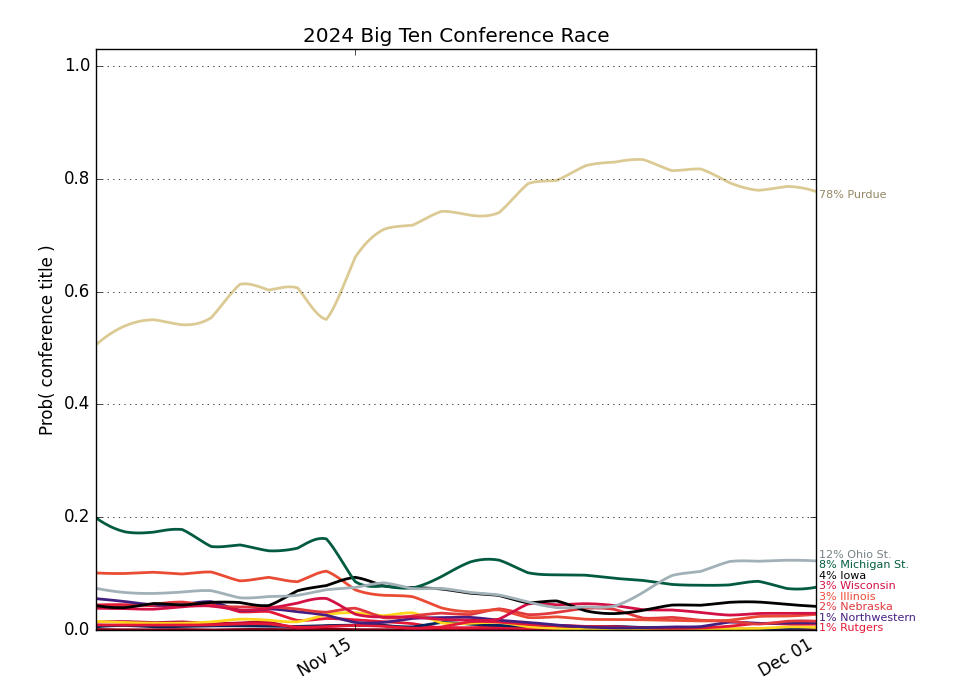 2024 Big Ten Conference Race
1.0
0.8
0.6
0.4
0.2
0.0
Prob( conference title )
Nov 15
Dec 01
78% Purdue
12% Ohio St.
8% Michigan St.
4% Iowa
3% Wisconsin
3% Illinois
2% Nebraska
1% Northwestern
1% Rutgers